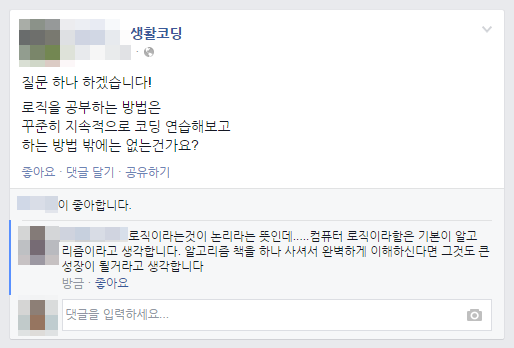 생활코딩
질문 하나 하겠습니다!
로직을 공부하는 방법은
꾸준히 지속적으로 코딩 연습해보고
하는 방법 밖에는 없는건가요?
좋아요 · 댓글 달기 · 공유하기
이 좋아합니다.
로직이라는것이 논리라는 뜻인데.....컴퓨터 로직이라함은 기본이 알고
리즘이라고 생각합니다. 알고리즘 책을 하나 사셔서 완벽하게 이해하신다면 그것도 큰
성장이 될거라고 생각합니다
방금 · 좋아요
댓글을 입력하세요...